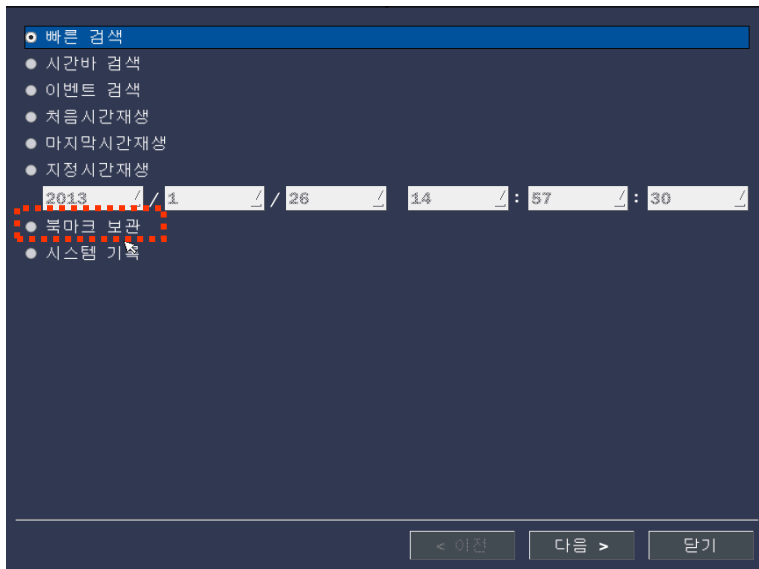 빠른 검색
시간바 검색
이벤트 검색
처음시간재생
마지막시간재생
지정시간재생
2013 / 1 / 26 14 : 57 : 30
북마크 보관
시스템 기록
< 이전 다음 > 닫기